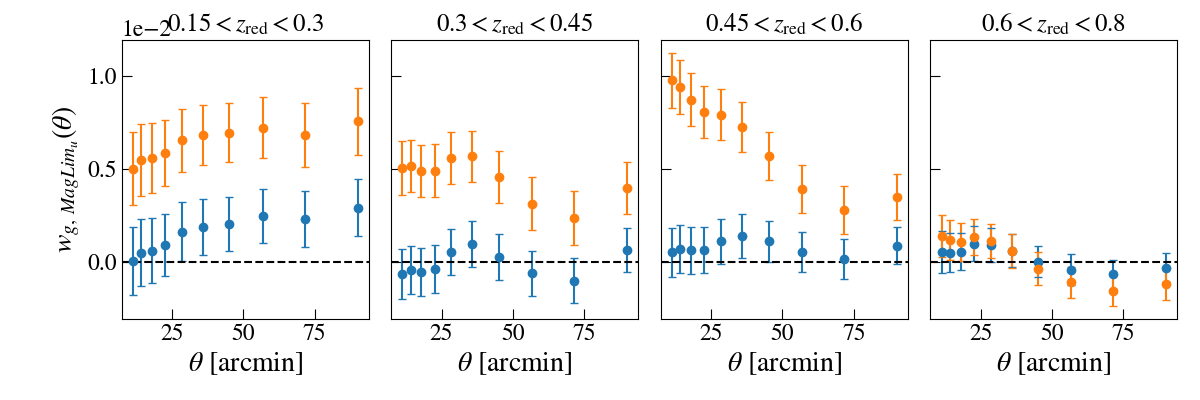 1e−2
0.15 < z_red < 0.3
0.3 < z_red < 0.45
0.45 < z_red < 0.6
0.6 < z_red < 0.8
w_g, MagLim_u(θ)
1.0
0.5
0.0
25 50 75
25 50 75
25 50 75
25 50 75
θ [arcmin]
θ [arcmin]
θ [arcmin]
θ [arcmin]